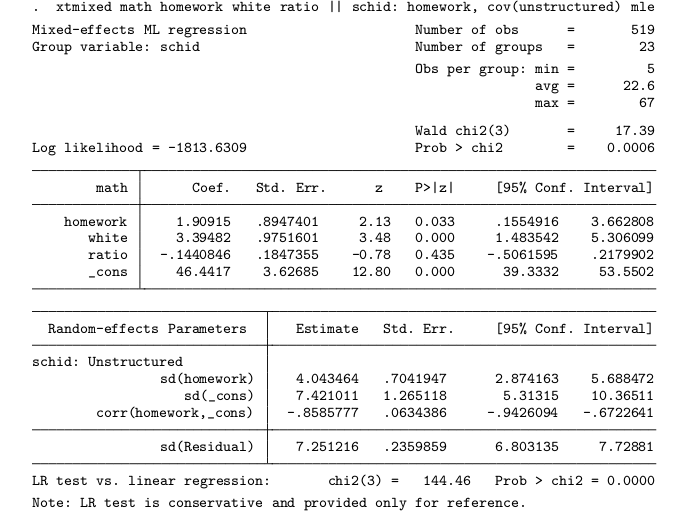 .  xtmixed math homework white ratio || schid: homework, cov(unstructured) mle
Mixed-effects ML regression                     Number of obs      =       519
Group variable: schid                           Number of groups   =        23
Obs per group: min =         5
avg =      22.6
max =        67
Wald chi2(3)       =     17.39
Log likelihood = -1813.6309                     Prob > chi2        =    0.0006
math | Coef.   Std. Err.      z    P>|z|     [95% Conf. Interval]
homework | 1.90915   .8947401     2.13   0.033     .1554916    3.662808
white | 3.39482   .9751601     3.48   0.000     1.483542    5.306099
ratio | -.1440846   .1847355    -0.78   0.435    -.5061595    .2179902
_cons | 46.4417    3.62685    12.80   0.000      39.3332     53.5502
Random-effects Parameters | Estimate   Std. Err.     [95% Conf. Interval]
schid: Unstructured
sd(homework) | 4.043464   .7041947      2.874163    5.688472
sd(_cons) | 7.421011   1.265118       5.31315    10.36511
corr(homework,_cons) | -.8585777   .0634386     -.9426094   -.6722641
sd(Residual) | 7.251216   .2359859      6.803135     7.72881
LR test vs. linear regression:       chi2(3) =   144.46   Prob > chi2 = 0.0000
Note: LR test is conservative and provided only for reference.